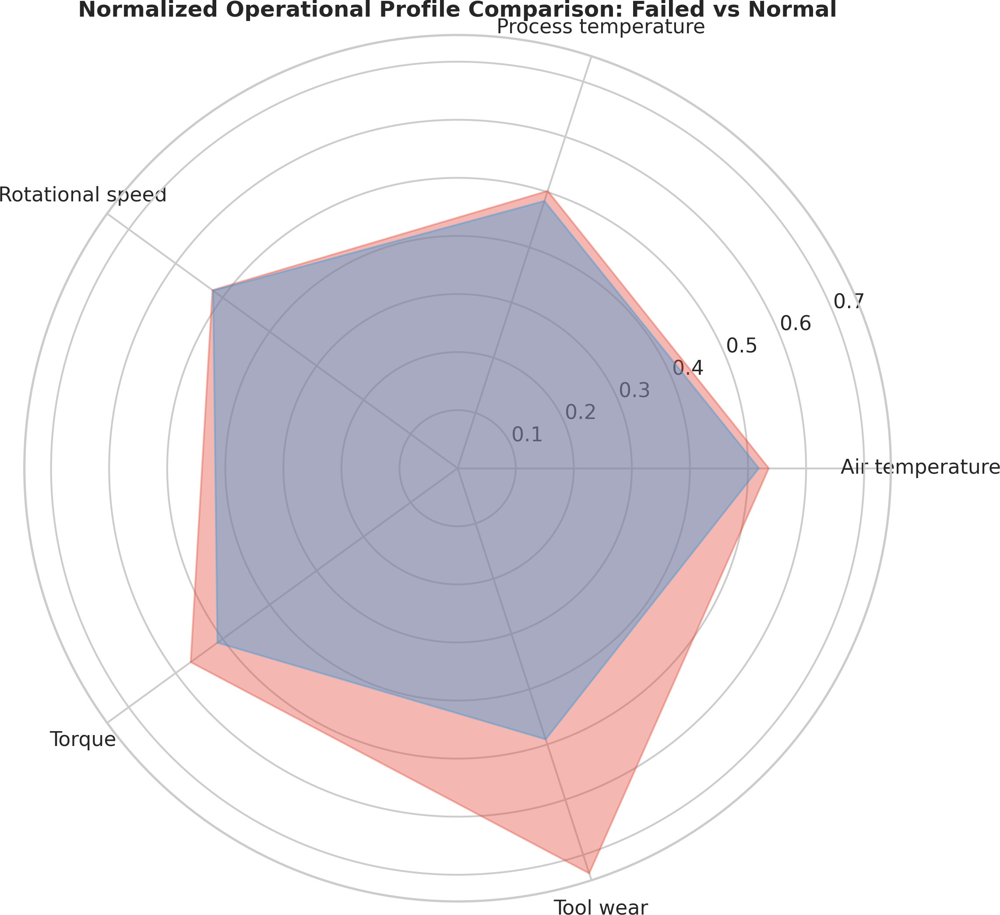 Normalized Operational Profile Comparison: Failed vs Normal
Process temperature
Rotational speed
0.7
0.6
0.5
0.4
0.3
0.2
0.1
Air temperature
Torque
Tool wear